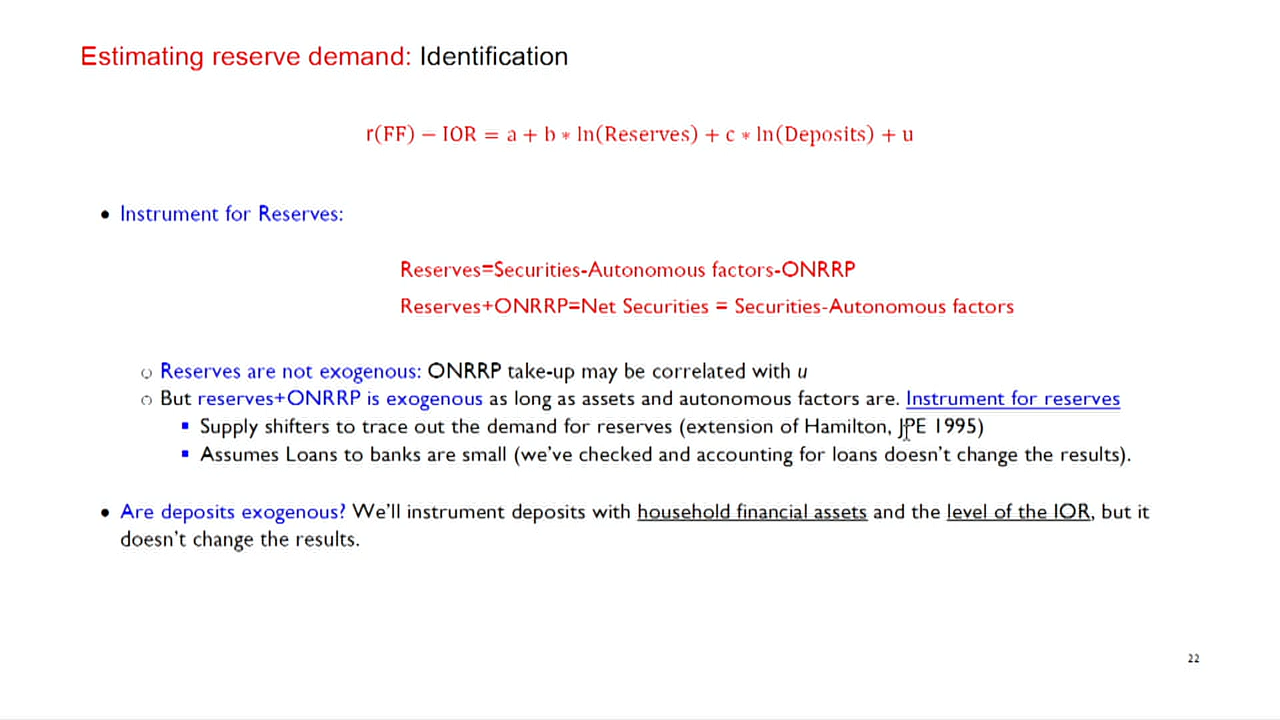 Estimating reserve demand: Identification
r(FF) − IOR = a + b ∗ ln(Reserves) + c ∗ ln(Deposits) + u
• Instrument for Reserves:
Reserves=Securities-Autonomous factors-ONRRP
Reserves+ONRRP=Net Securities = Securities-Autonomous factors
○ Reserves are not exogenous: ONRRP take-up may be correlated with u
○ But reserves+ONRRP is exogenous as long as assets and autonomous factors are. Instrument for reserves
▪ Supply shifters to trace out the demand for reserves (extension of Hamilton, JPE 1995)
▪ Assumes Loans to banks are small (we've checked and accounting for loans doesn't change the results).
• Are deposits exogenous? We'll instrument deposits with household financial assets and the level of the IOR, but it
doesn't change the results.
22